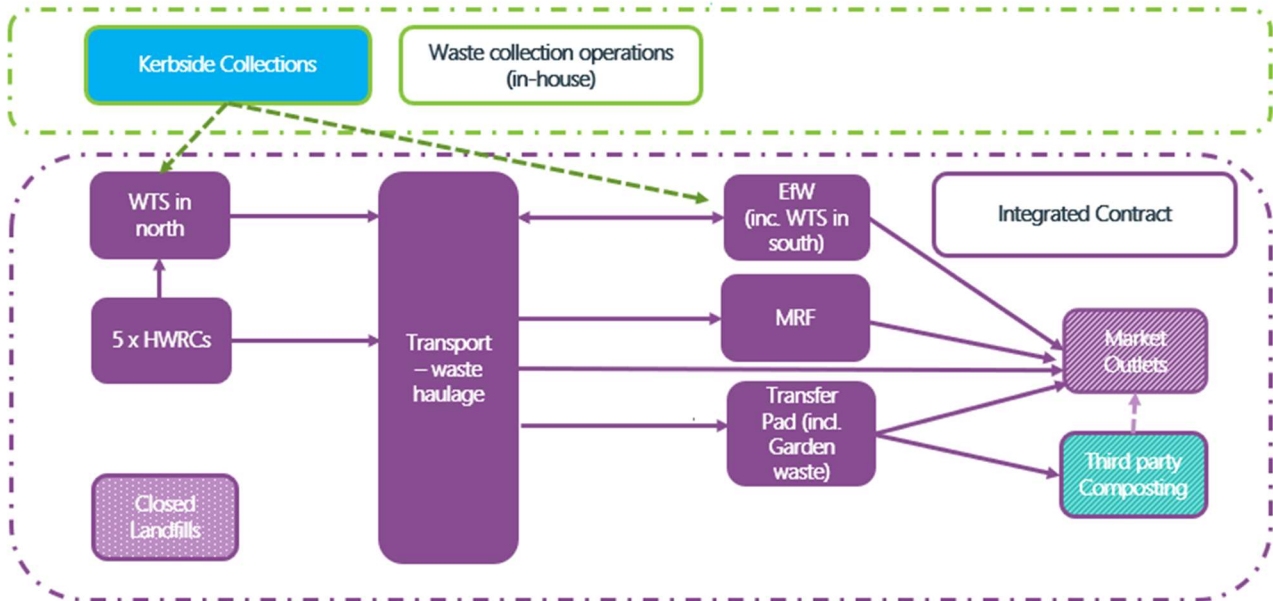 Kerbside Collections
Waste collection operations
(in-house)
WTS in
north
EfW
(inc. WTS in
south)
Integrated Contract
5 x HWRCs
Transport
– waste
haulage
MRF
Market
Outlets
Transfer
Pad (incl.
Garden
waste)
Third party
Composting
Closed
Landfills